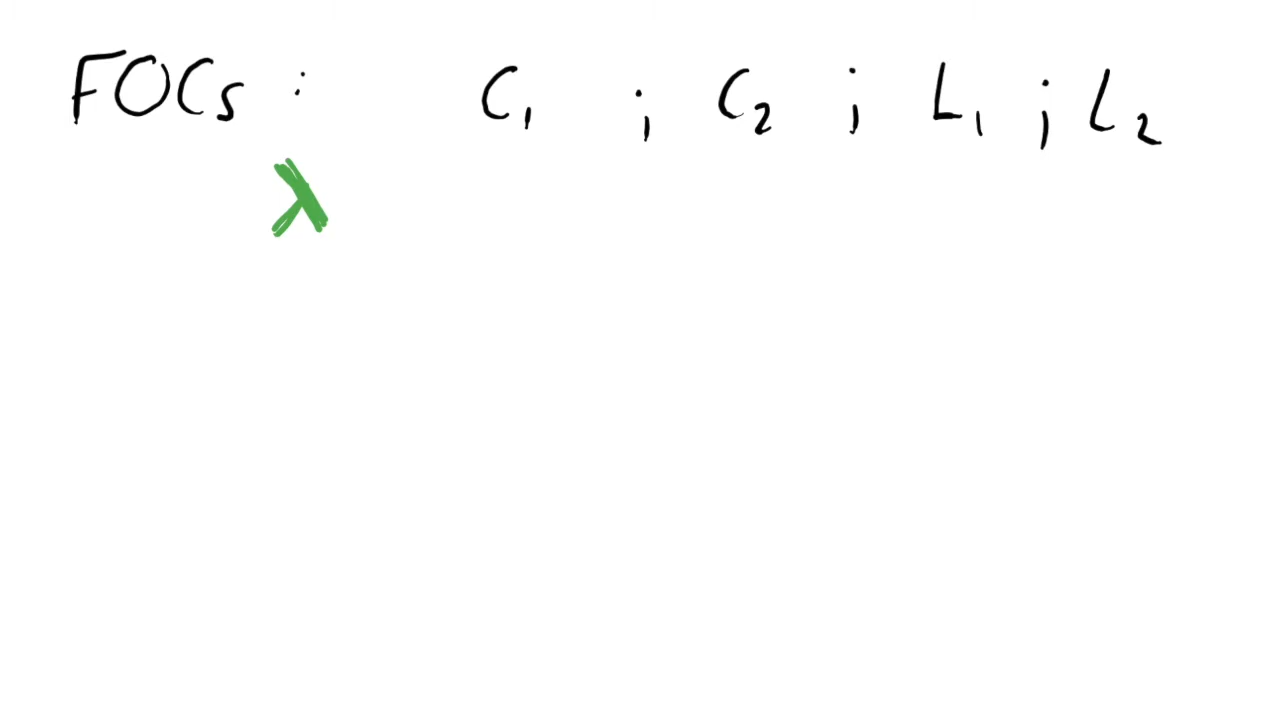 FOCs : C₁ ; C₂ ; L₁ ; L₂
λ